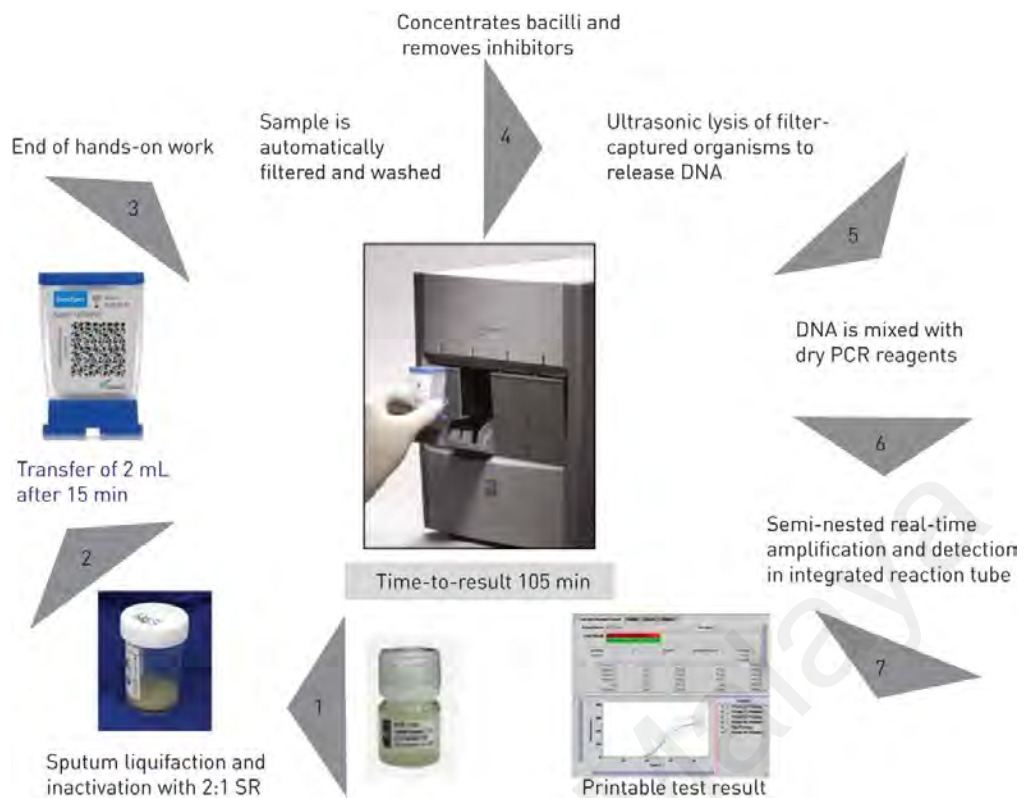 Concentrates bacilli and
removes inhibitors
4
Sample is
automatically
filtered and washed
Ultrasonic lysis of filter-
captured organisms to
release DNA
End of hands-on work
3
5
DNA is mixed with
dry PCR reagents
6
Transfer of 2 mL
after 15 min
2
Semi-nested real-time
amplification and detection
in integrated reaction tube
Time-to-result 105 min
7
1
Sputum liquifaction and
inactivation with 2:1 SR
Printable test result
Malaya